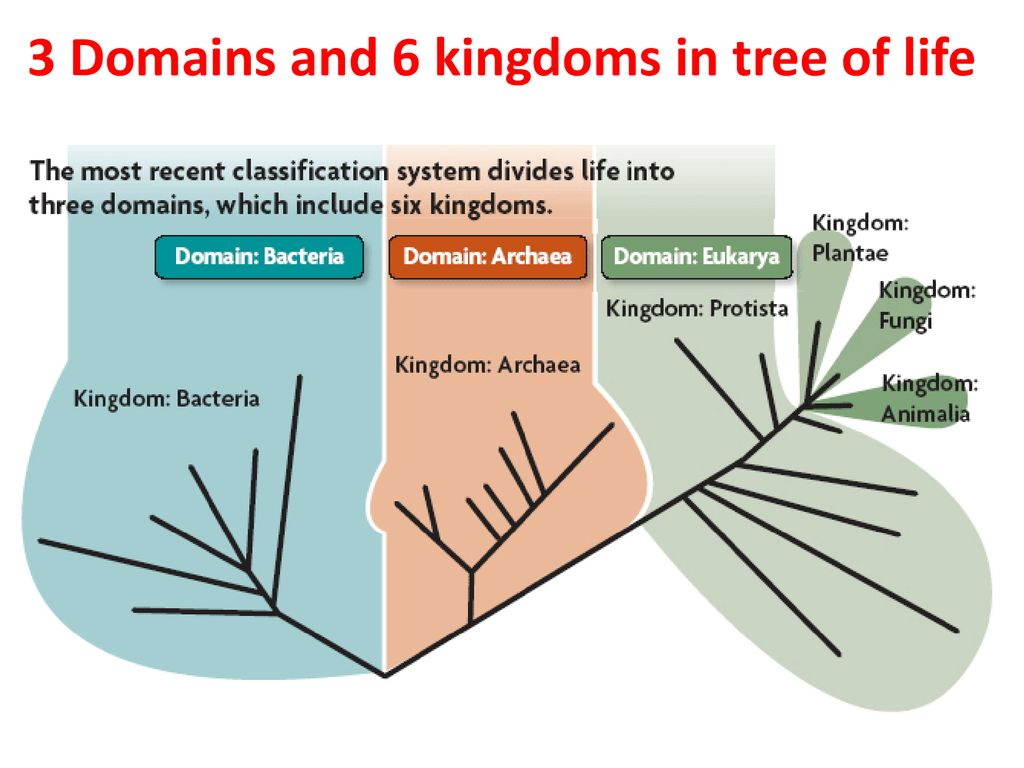 3 Domains and 6 kingdoms in tree of life
The most recent classification system divides life into
three domains, which include six kingdoms.
Domain: Bacteria
Domain: Archaea
Domain: Eukarya
Kingdom:
Plantae
Kingdom:
Fungi
Kingdom: Protista
Kingdom: Archaea
Kingdom: Bacteria
Kingdom:
Animalia